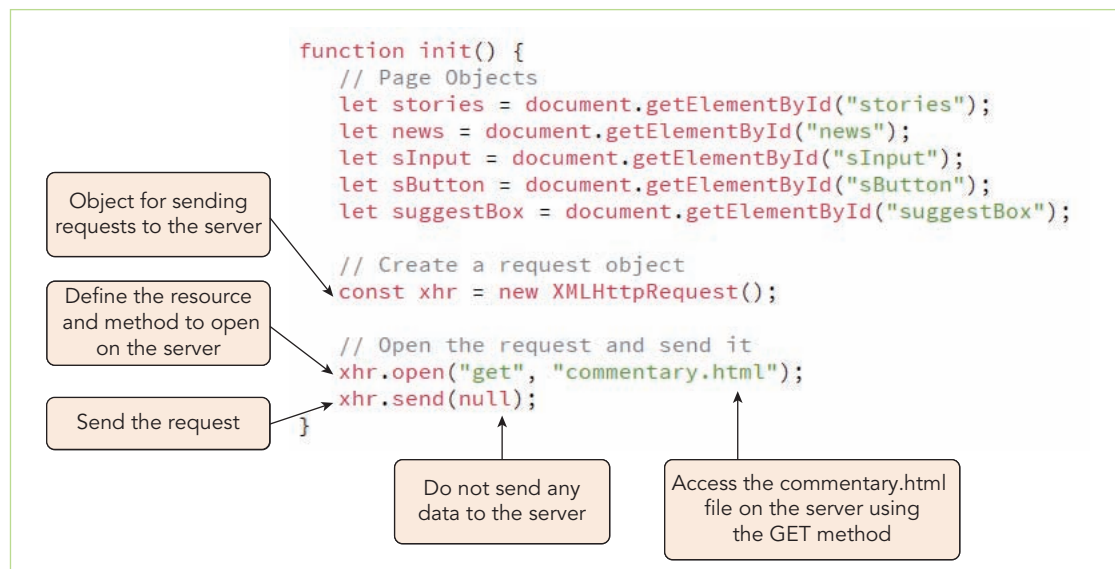 function init() {
// Page Objects
let stories = document.getElementById("stories");
let news = document.getElementById("news");
let sInput = document.getElementById("sInput");
let sButton = document.getElementById("sButton");
let suggestBox = document.getElementById("suggestBox");
// Create a request object
const xhr = new XMLHttpRequest();
// Open the request and send it
xhr.open("get", "commentary.html");
xhr.send(null);
}
Object for sending
requests to the server
Define the resource
and method to open
on the server
Send the request
Do not send any
data to the server
Access the commentary.html
file on the server using
the GET method